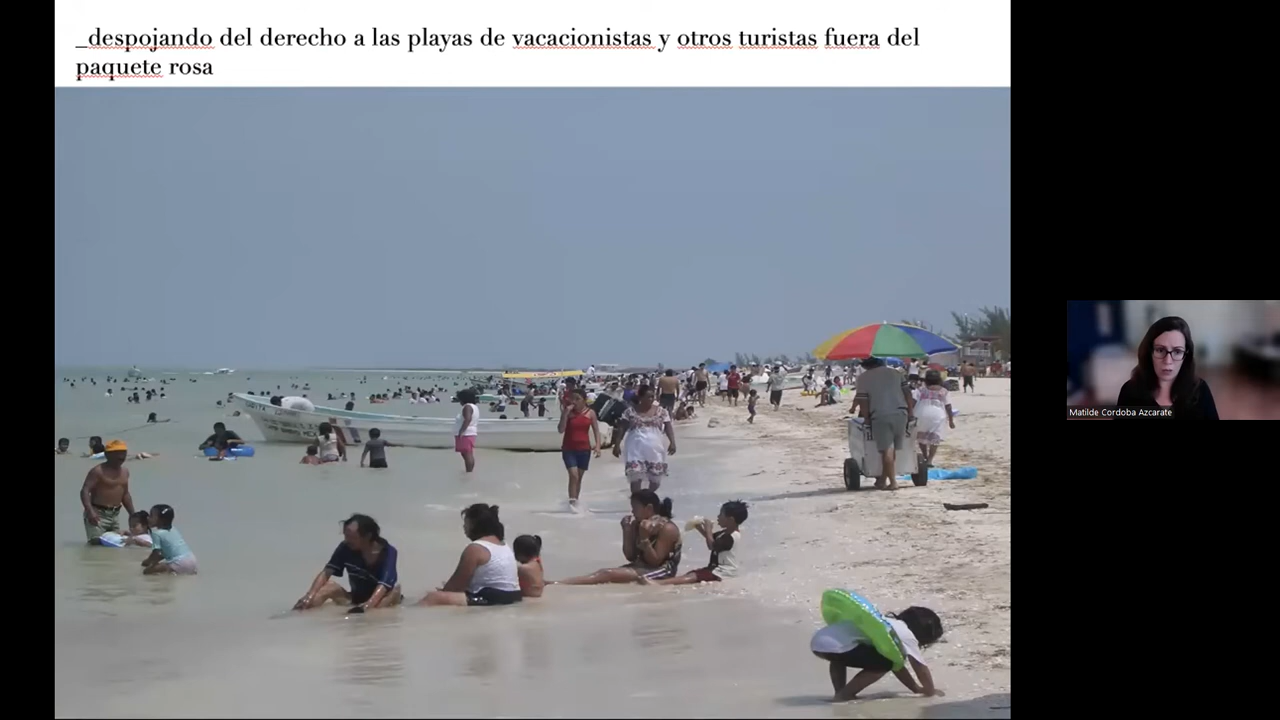 _despojando del derecho a las playas de vacacionistas y otros turistas fuera del
paquete rosa
Matilde Cordoba Azcarate